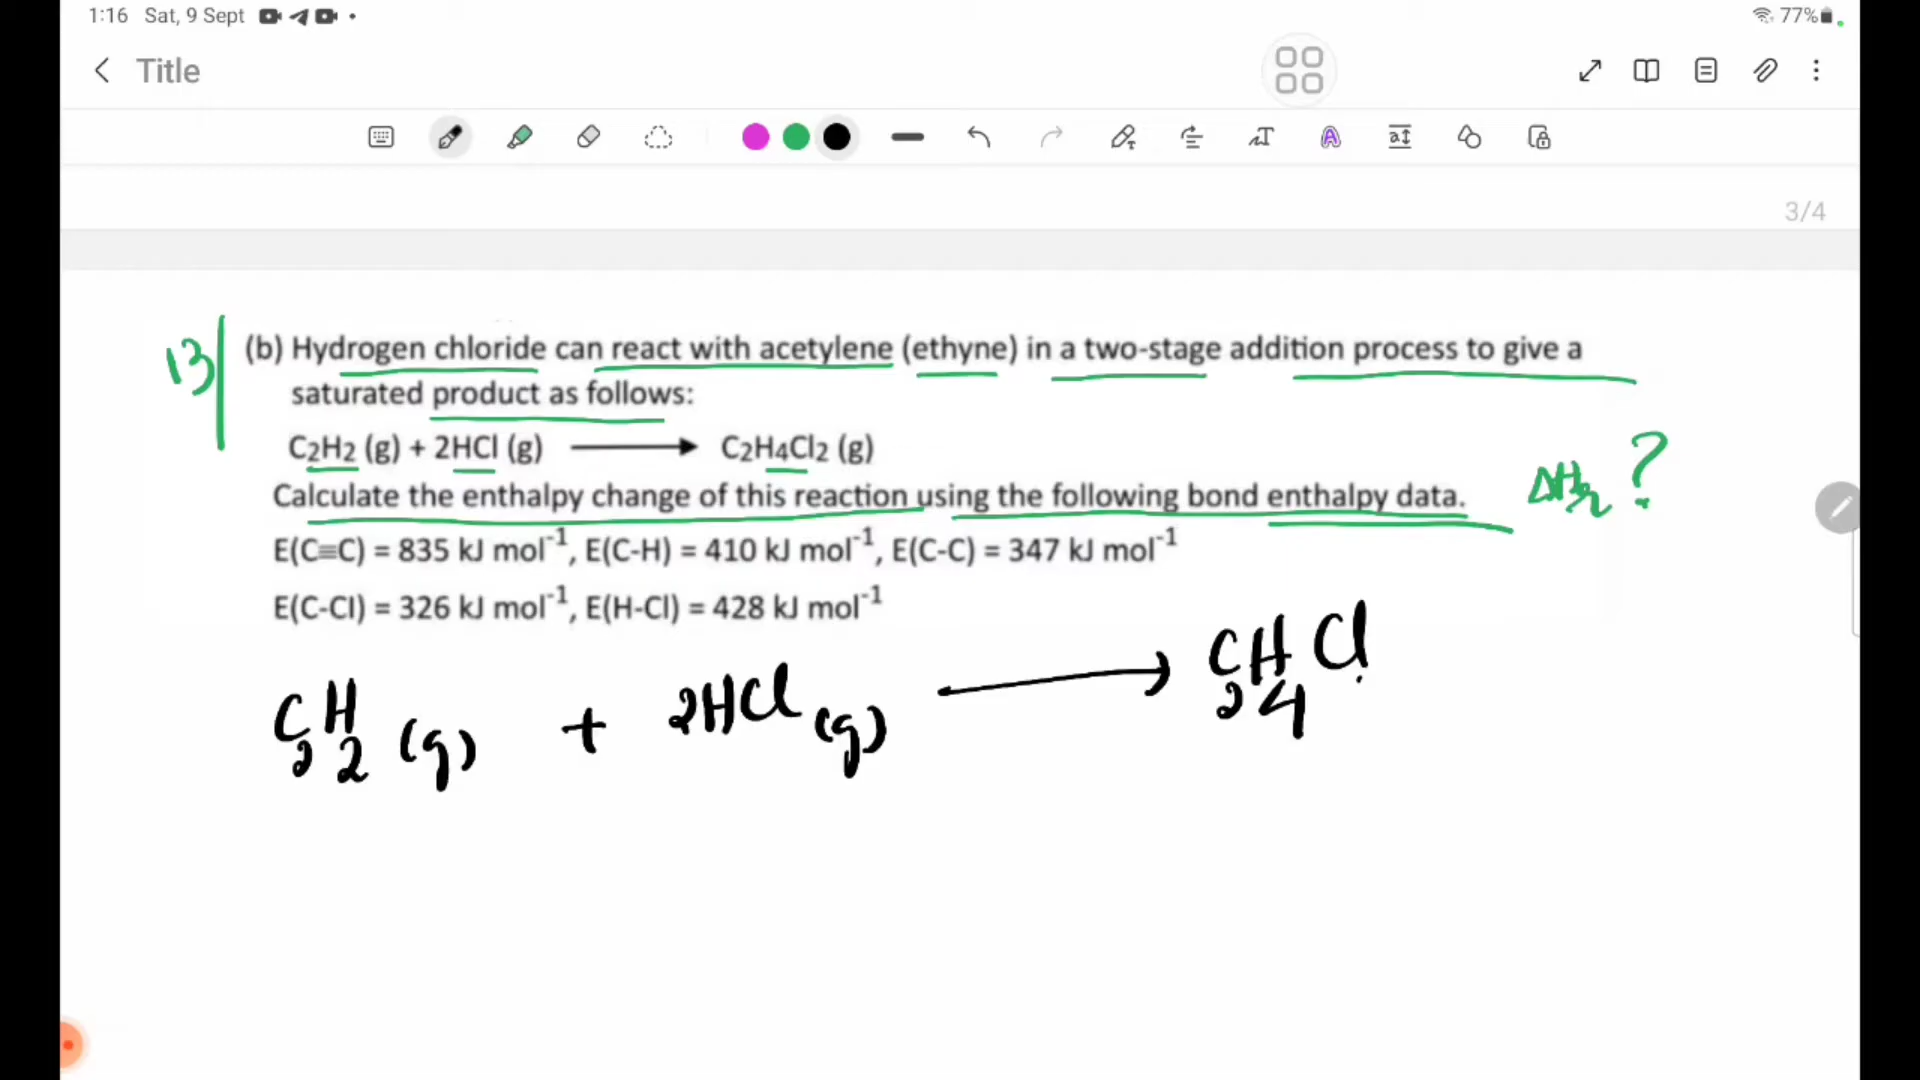 1:16 Sat, 9 Sept
77%
Title
3/4
13
(b) Hydrogen chloride can react with acetylene (ethyne) in a two-stage addition process to give a
saturated product as follows:
C2H2 (g) + 2HCl (g) ⟶ C2H4Cl2 (g)
Calculate the enthalpy change of this reaction using the following bond enthalpy data. ?
E(C≡C) = 835 kJ mol⁻¹, E(C-H) = 410 kJ mol⁻¹, E(C-C) = 347 kJ mol⁻¹
E(C-Cl) = 326 kJ mol⁻¹, E(H-Cl) = 428 kJ mol⁻¹
C₂H₂ (g) + 2HCl (g) ⟶ C₂H₄Cl